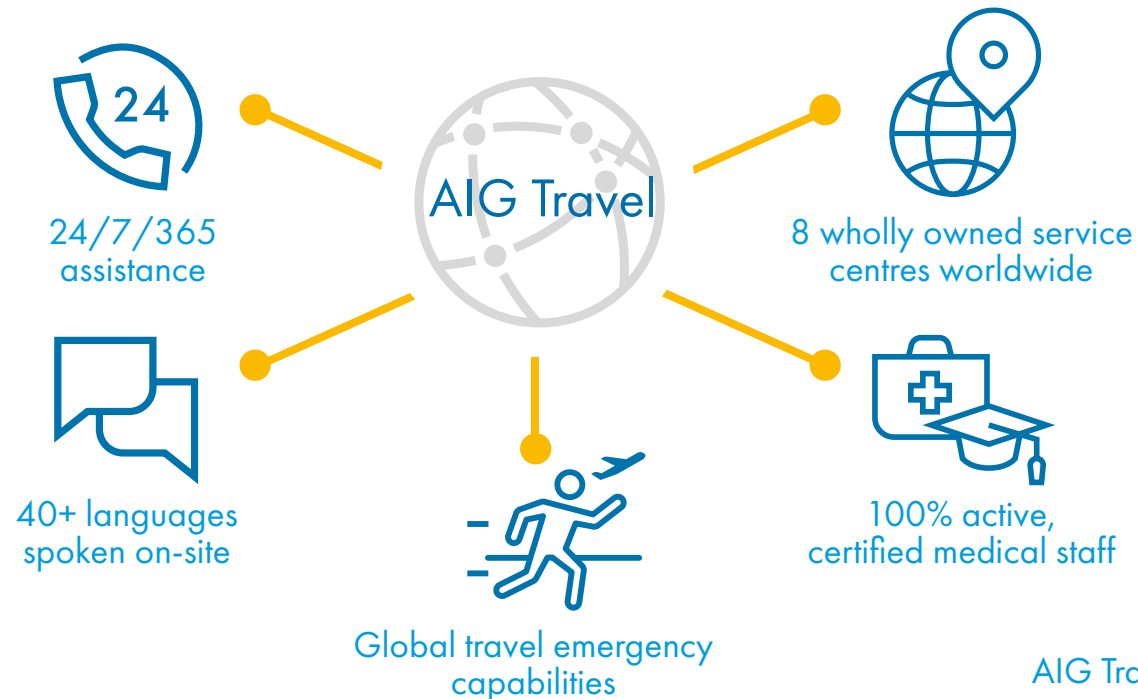 24
AIG Travel
24/7/365
assistance
8 wholly owned service
centres worldwide
40+ languages
spoken on-site
100% active,
certified medical staff
Global travel emergency
capabilities
AIG